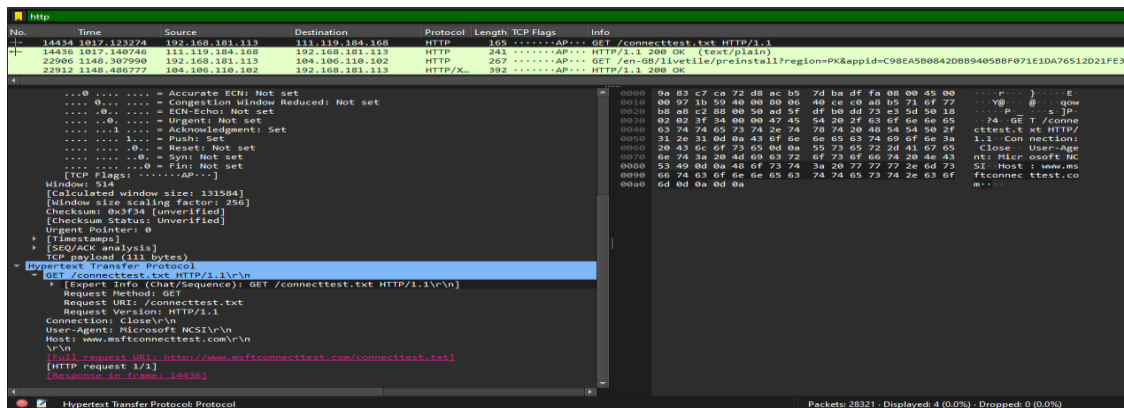 http
No. Time Source Destination Protocol Length TCP Flags Info
14434 1017.123274 192.168.181.113 111.119.184.168 HTTP 165 ·······AP··· GET /connecttest.txt HTTP/1.1
14436 1017.140746 111.119.184.168 192.168.181.113 HTTP 241 ·······AP··· HTTP/1.1 200 OK (text/plain)
22906 1148.307990 192.168.181.113 104.106.110.102 HTTP 267 ·······AP··· GET /en-GB/livetile/preinstall?region=PK&appid=C98EA5B0842DBB9405BBF071E1DA76512D21FE3
22912 1148.486777 104.106.110.102 192.168.181.113 HTTP/X… 392 ·······AP··· HTTP/1.1 200 OK
...0 .... .... = Accurate ECN: Not set
.... 0... .... = Congestion Window Reduced: Not set
.... .0.. .... = ECN-Echo: Not set
.... ..0. .... = Urgent: Not set
.... ...1 .... = Acknowledgment: Set
.... .... 1... = Push: Set
.... .... .0.. = Reset: Not set
.... .... ..0. = Syn: Not set
.... .... ...0 = Fin: Not set
[TCP Flags: ·······AP···]
Window: 514
[Calculated window size: 131584]
[Window size scaling factor: 256]
Checksum: 0x3f34 [unverified]
[Checksum Status: Unverified]
Urgent Pointer: 0
[Timestamps]
[SEQ/ACK analysis]
TCP payload (111 bytes)
Hypertext Transfer Protocol
GET /connecttest.txt HTTP/1.1\r\n
[Expert Info (Chat/Sequence): GET /connecttest.txt HTTP/1.1\r\n]
Request Method: GET
Request URI: /connecttest.txt
Request Version: HTTP/1.1
Connection: Close\r\n
User-Agent: Microsoft NCSI\r\n
Host: www.msftconnecttest.com\r\n
\r\n
[Full request URI: http://www.msftconnecttest.com/connecttest.txt]
[HTTP request 1/1]
[Response in frame: 14436]
0000 9a 83 c7 ca 72 d8 ac b5 7d ba df fa 08 00 45 00 ····r··· }·····E·
0010 00 97 1b 59 40 00 80 06 40 ce c0 a8 b5 71 6f 77 ···Y@··· @····qow
0020 b8 a8 c2 88 00 50 ad 5f df b0 dd 73 e3 5d 50 18 ·····P·_ ···s·]P·
0030 02 02 3f 34 00 00 47 45 54 20 2f 63 6f 6e 6e 65 ··?4··GE T /conne
0040 63 74 74 65 73 74 2e 74 78 74 20 48 54 54 50 2f cttest.t xt HTTP/
0050 31 2e 31 0d 0a 43 6f 6e 6e 65 63 74 69 6f 6e 3a 1.1··Con nection:
0060 20 43 6c 6f 73 65 0d 0a 55 73 65 72 2d 41 67 65 Close·· User-Age
0070 6e 74 3a 20 4d 69 63 72 6f 73 6f 66 74 20 4e 43 nt: Micr osoft NC
0080 53 49 0d 0a 48 6f 73 74 3a 20 77 77 77 2e 6d 73 SI··Host : www.ms
0090 66 74 63 6f 6e 6e 65 63 74 74 65 73 74 2e 63 6f ftconnec ttest.co
00a0 6d 0d 0a 0d 0a m····
Hypertext Transfer Protocol: Protocol
Packets: 28321 · Displayed: 4 (0.0%) · Dropped: 0 (0.0%)